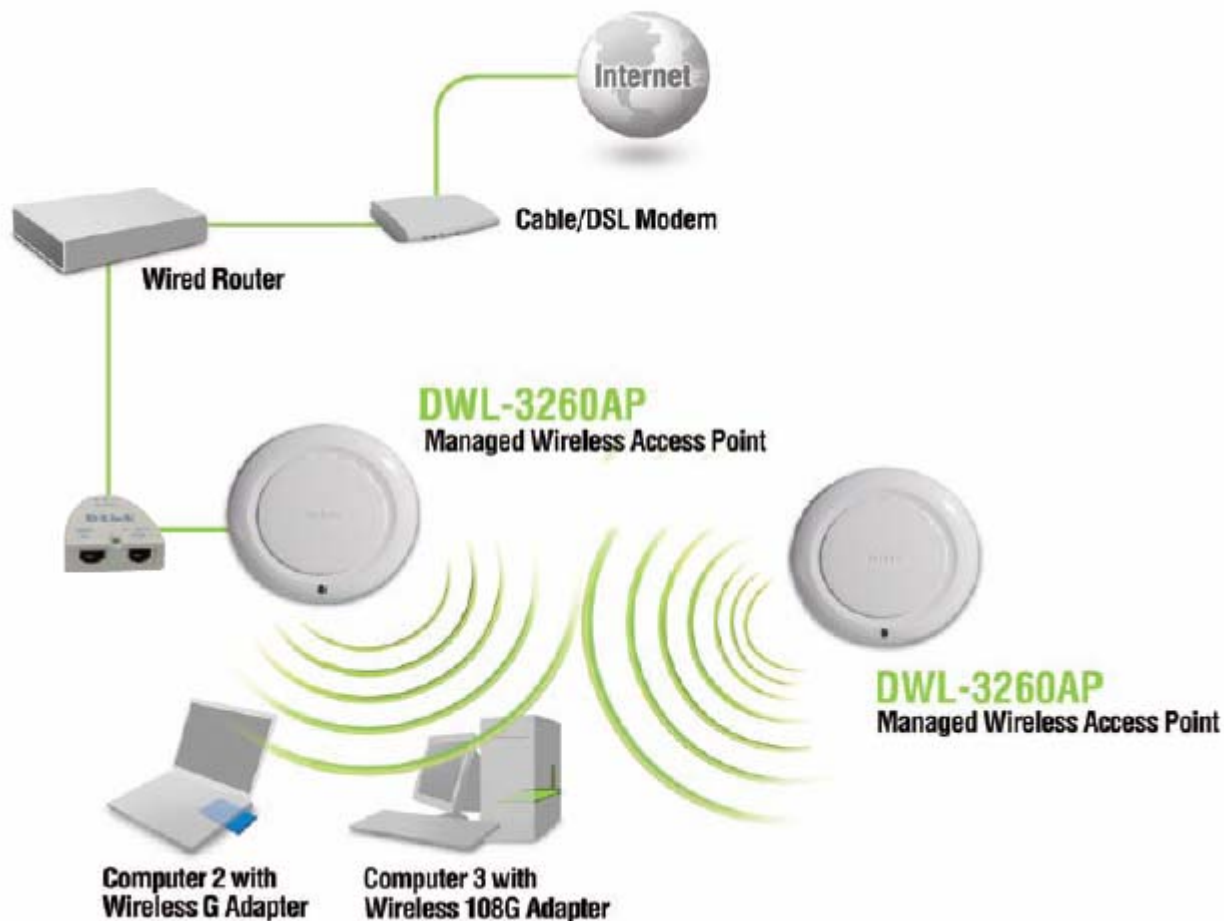 Internet
Cable/DSL Modem
Wired Router
DWL-3260AP
Managed Wireless Access Point
D-Link
DWL-3260AP
Managed Wireless Access Point
Computer 2 with
Wireless G Adapter
Computer 3 with
Wireless 108G Adapter